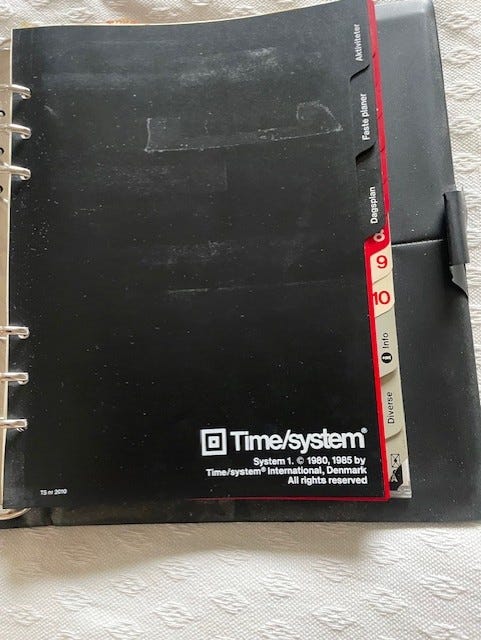 Aktiviteter
Faste planer
Dagsplan
8
9
10
Info
Diverse
A
Time/system®
System 1. © 1980, 1985 by
Time/system® International, Denmark
All rights reserved
TS nr 2010